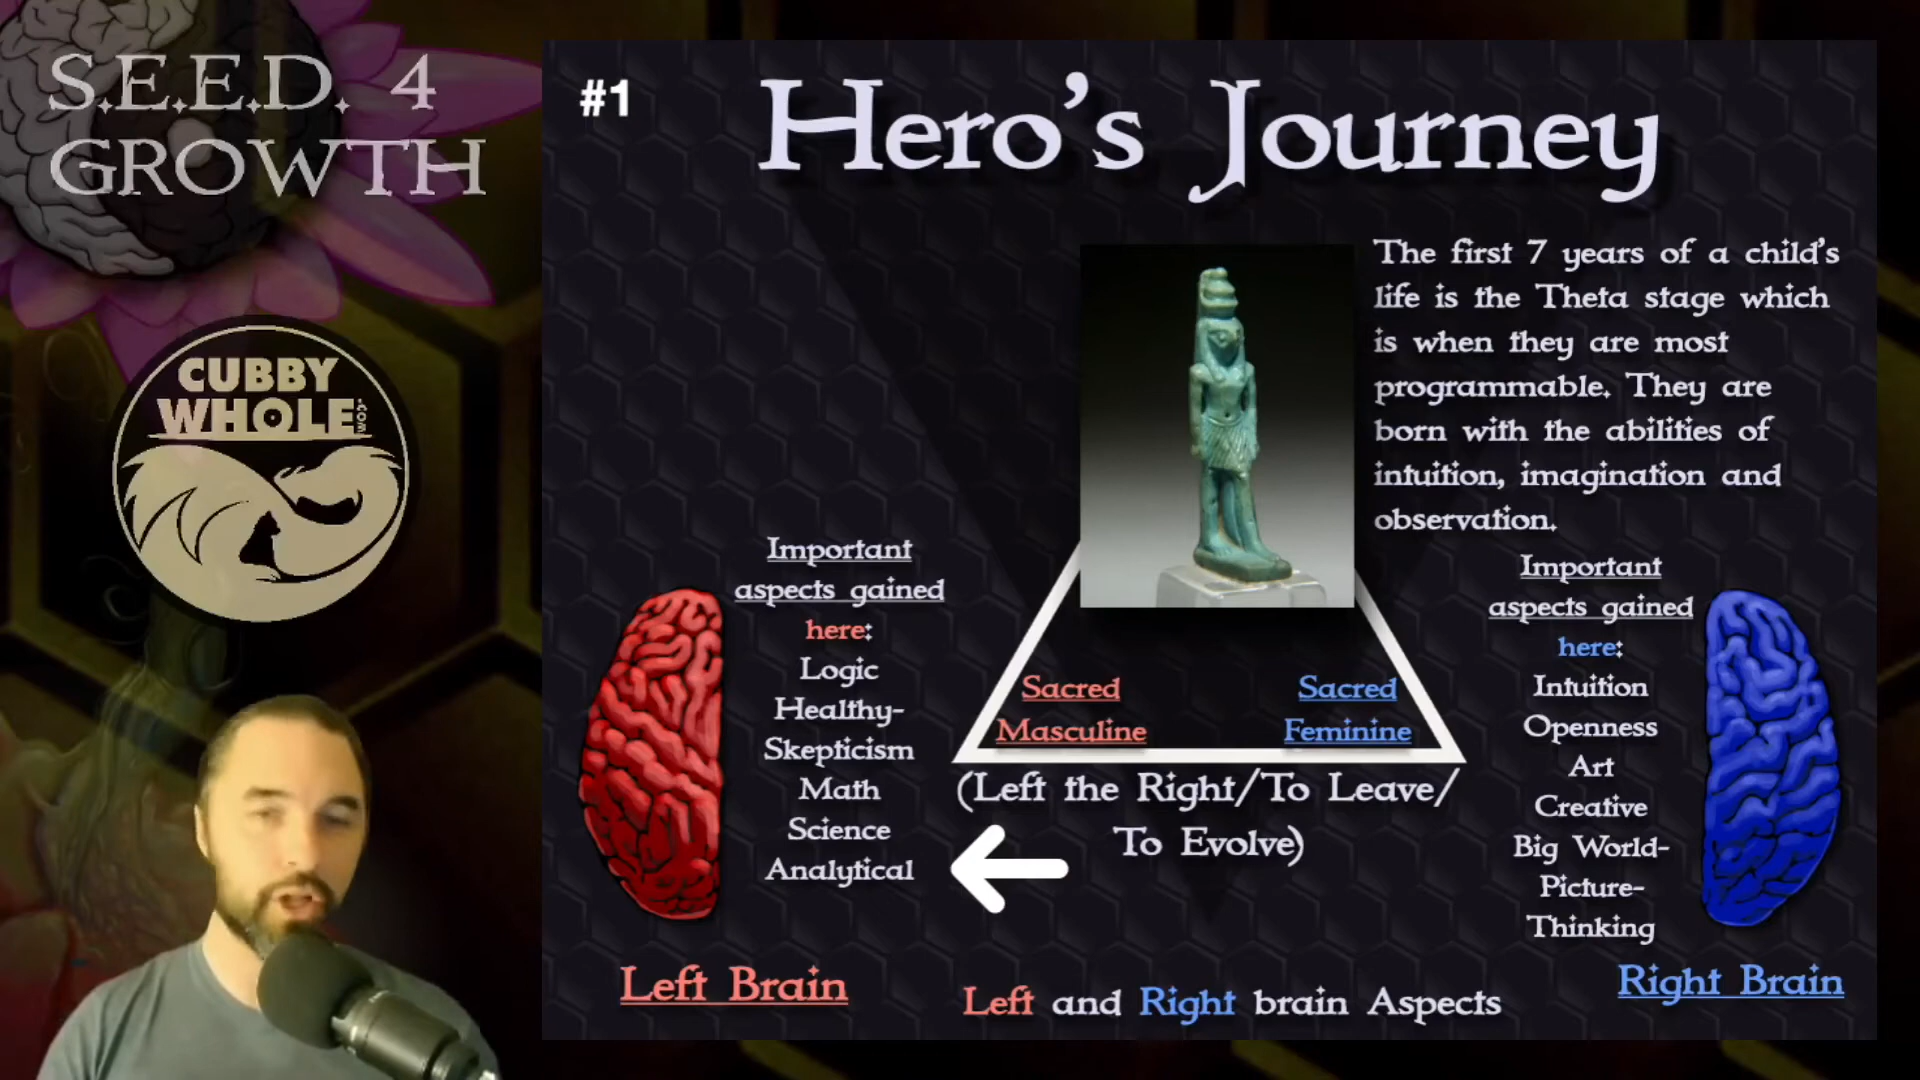 S.E.E.D. 4
GROWTH
CUBBY
WHOLE
.COM
#1
Hero's Journey
The first 7 years of a child's
life is the Theta stage which
is when they are most
programmable. They are
born with the abilities of
intuition, imagination and
observation.
Important
aspects gained
here:
Logic
Healthy-
Skepticism
Math
Science
Analytical
Left Brain
Sacred
Masculine
Sacred
Feminine
(Left the Right/To Leave/
To Evolve)
Left and Right brain Aspects
Important
aspects gained
here:
Intuition
Openness
Art
Creative
Big World-
Picture-
Thinking
Right Brain